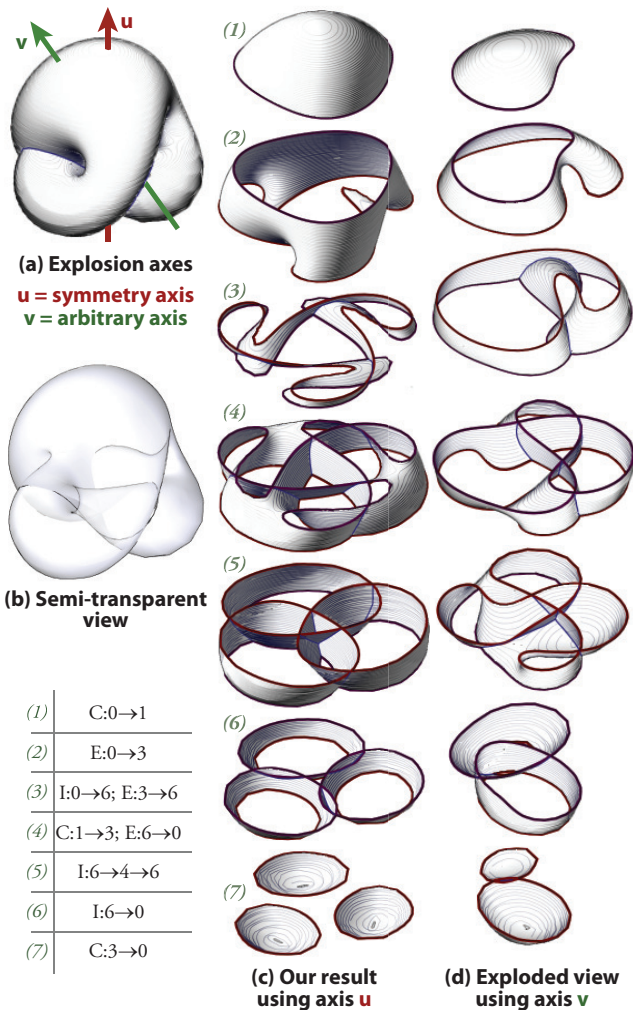 u
v
(a) Explosion axes
u = symmetry axis
v = arbitrary axis
(b) Semi-transparent
view
(1) C:0→1
(2) E:0→3
(3) I:0→6; E:3→6
(4) C:1→3; E:6→0
(5) I:6→4→6
(6) I:6→0
(7) C:3→0
(1)
(2)
(3)
(4)
(5)
(6)
(7)
(c) Our result
using axis u
(d) Exploded view
using axis v